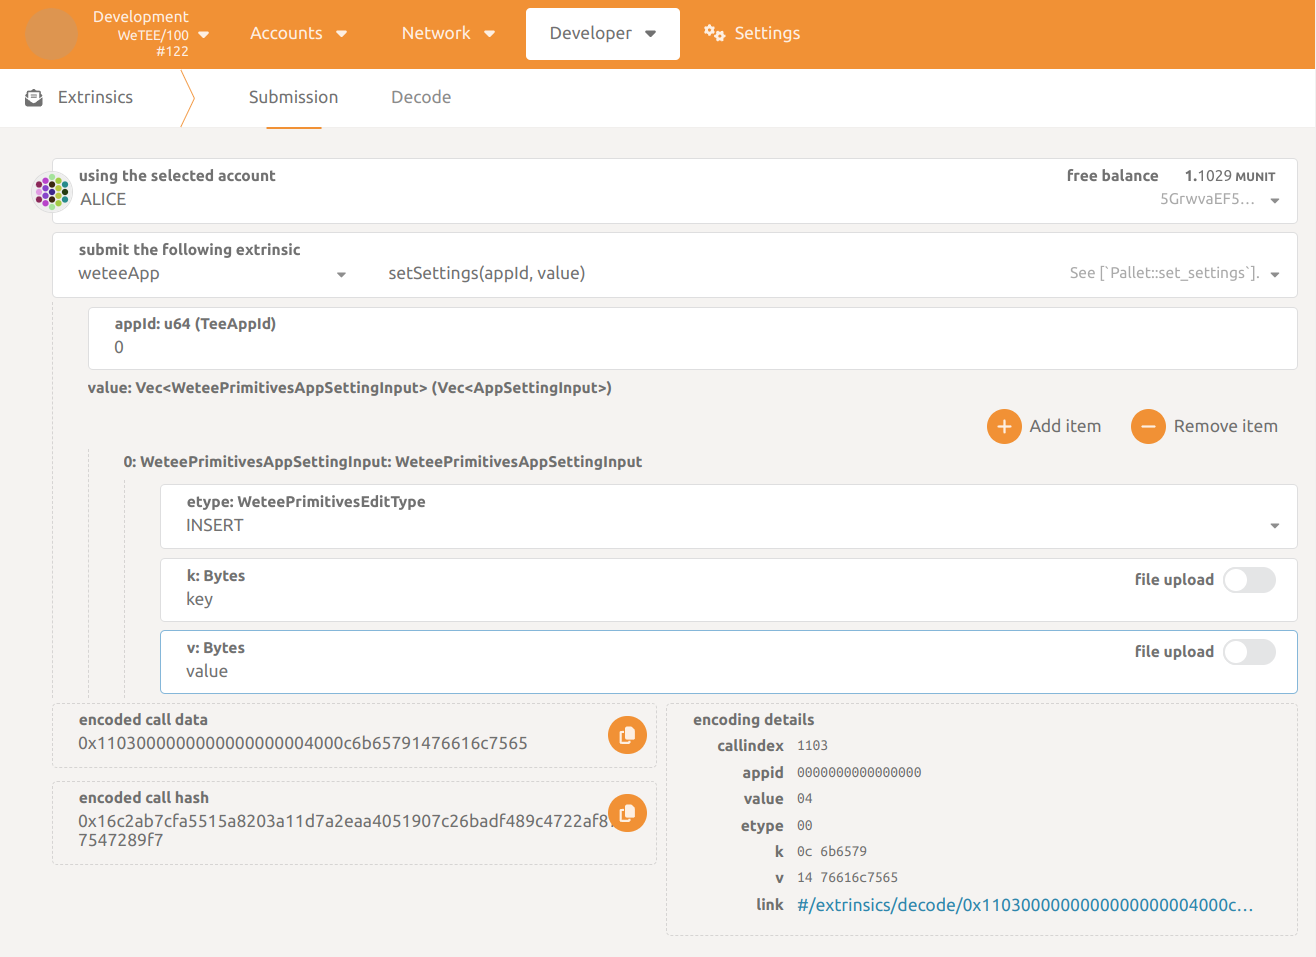 Development
WeTEE/100
#122
Accounts
Network
Developer
Settings
Extrinsics
Submission
Decode
using the selected account
ALICE
free balance 1.1029 MUNIT
5GrwvaEF5...
submit the following extrinsic
weteeApp
setSettings(appId, value)
See [`Pallet::set_settings`].
appId: u64 (TeeAppId)
0
value: Vec<WeteePrimitivesAppSettingInput> (Vec<AppSettingInput>)
Add item
Remove item
0: WeteePrimitivesAppSettingInput: WeteePrimitivesAppSettingInput
etype: WeteePrimitivesEditType
INSERT
k: Bytes
key
file upload
v: Bytes
value
file upload
encoded call data
0x1103000000000000000004000c6b65791476616c7565
encoded call hash
0x16c2ab7cfa5515a8203a11d7a2eaa4051907c26badf489c4722af8
7547289f7
encoding details
callindex 1103
appid 0000000000000000
value 04
etype 00
k 0c 6b6579
v 14 76616c7565
link #/extrinsics/decode/0x1103000000000000000004000c...